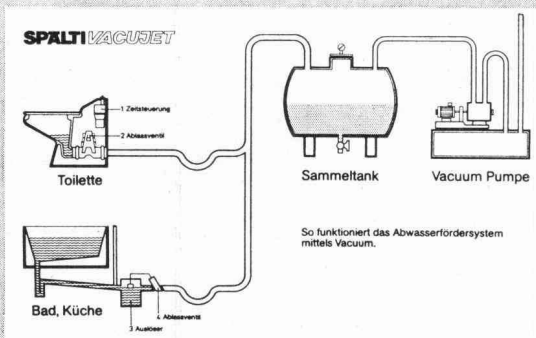 SPÄLTI VACUJET
1 Zeitsteuerung
2 Ablassventil
Toilette
Sammeltank
Vacuum Pumpe
So funktioniert das Abwasserfördersystem
mittels Vacuum.
Bad, Küche
3 Auslöser
4 Ablassventil